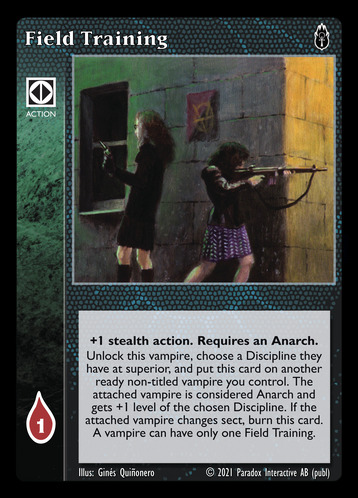 Field Training
ACTION
+1 stealth action. Requires an Anarch.
Unlock this vampire, choose a Discipline they
have at superior, and put this card on another
ready non-titled vampire you control. The
attached vampire is considered Anarch and
gets +1 level of the chosen Discipline. If the
attached vampire changes sect, burn this card.
A vampire can have only one Field Training.
1
Illus: Ginés Quiñonero © 2021 Paradox Interactive AB (publ)